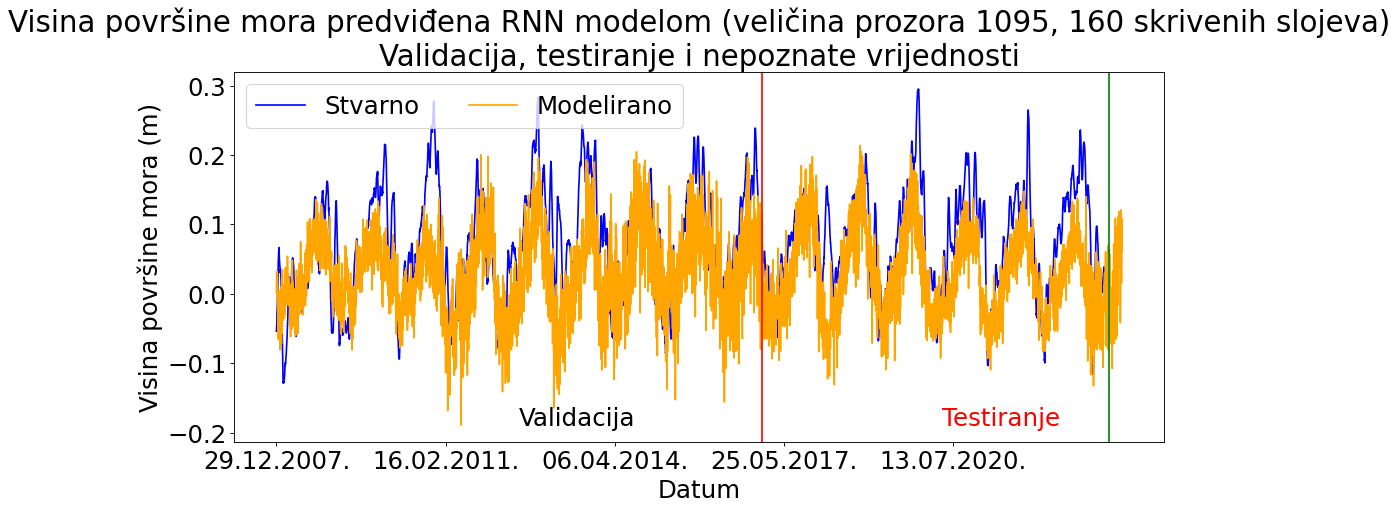 Visina površine mora predviđena RNN modelom (veličina prozora 1095, 160 skrivenih slojeva)
Validacija, testiranje i nepoznate vrijednosti
Stvarno Modelirano
Visina površine mora (m)
0.3
0.2
0.1
0.0
−0.1
−0.2
Validacija Testiranje
29.12.2007. 16.02.2011. 06.04.2014. 25.05.2017. 13.07.2020.
Datum